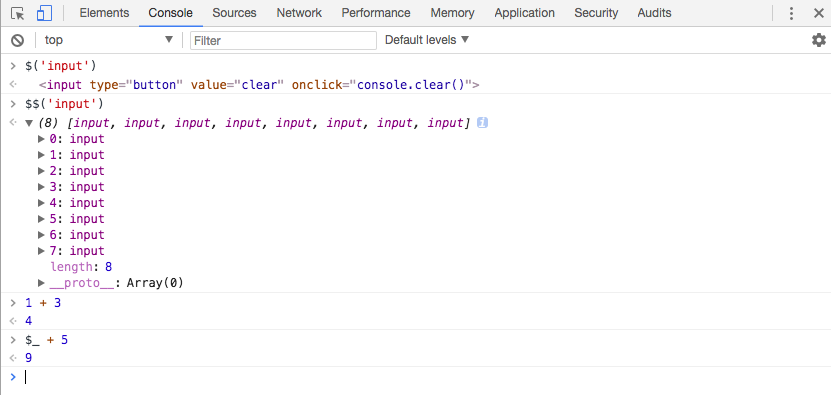 Elements Console Sources Network Performance Memory Application Security Audits
top Filter Default levels
> $('input')
<input type="button" value="clear" onclick="console.clear()">
> $$('input')
(8) [input, input, input, input, input, input, input, input] i
0: input
1: input
2: input
3: input
4: input
5: input
6: input
7: input
length: 8
__proto__: Array(0)
> 1 + 3
4
> $_ + 5
9
>